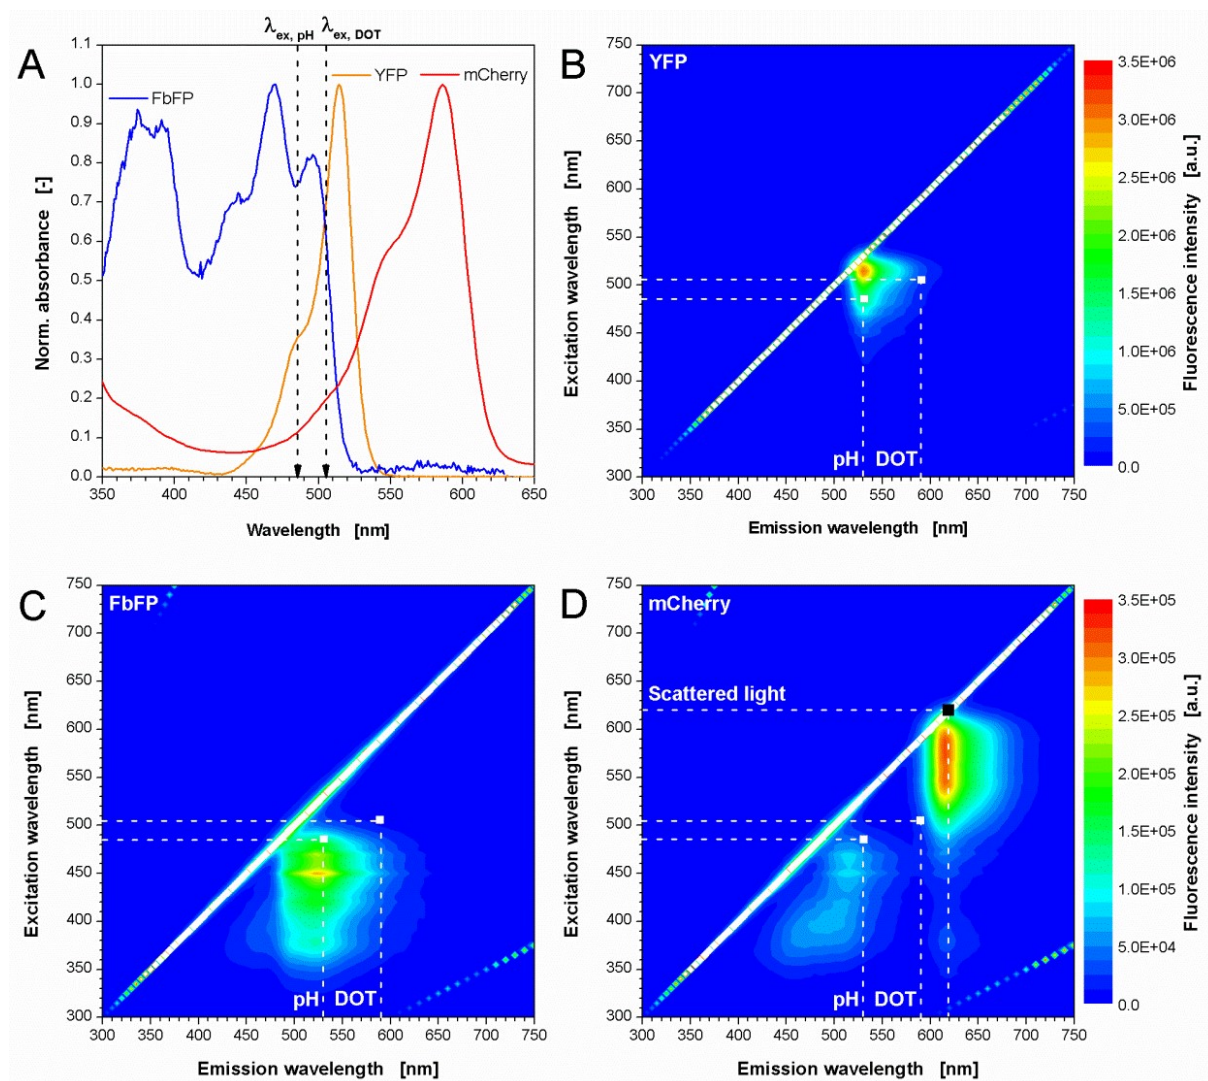 λex, pH λex, DOT
A
1.1
1.0
0.9
0.8
0.7
0.6
0.5
0.4
0.3
0.2
0.1
0.0
Norm. absorbance [-]
FbFP
YFP
mCherry
350 400 450 500 550 600 650
Wavelength [nm]
B
YFP
750
700
650
600
550
500
450
400
350
300
Excitation wavelength [nm]
pH DOT
300 350 400 450 500 550 600 650 700 750
Emission wavelength [nm]
3.5E+06
3.0E+06
2.5E+06
2.0E+06
1.5E+06
1.0E+06
5.0E+05
0.0
Fluorescence intensity [a.u.]
C
FbFP
750
700
650
600
550
500
450
400
350
300
Excitation wavelength [nm]
pH DOT
300 350 400 450 500 550 600 650 700 750
Emission wavelength [nm]
D
mCherry
Scattered light
750
700
650
600
550
500
450
400
350
300
Excitation wavelength [nm]
pH DOT
300 350 400 450 500 550 600 650 700 750
Emission wavelength [nm]
3.5E+05
3.0E+05
2.5E+05
2.0E+05
1.5E+05
1.0E+05
5.0E+04
0.0
Fluorescence intensity [a.u.]